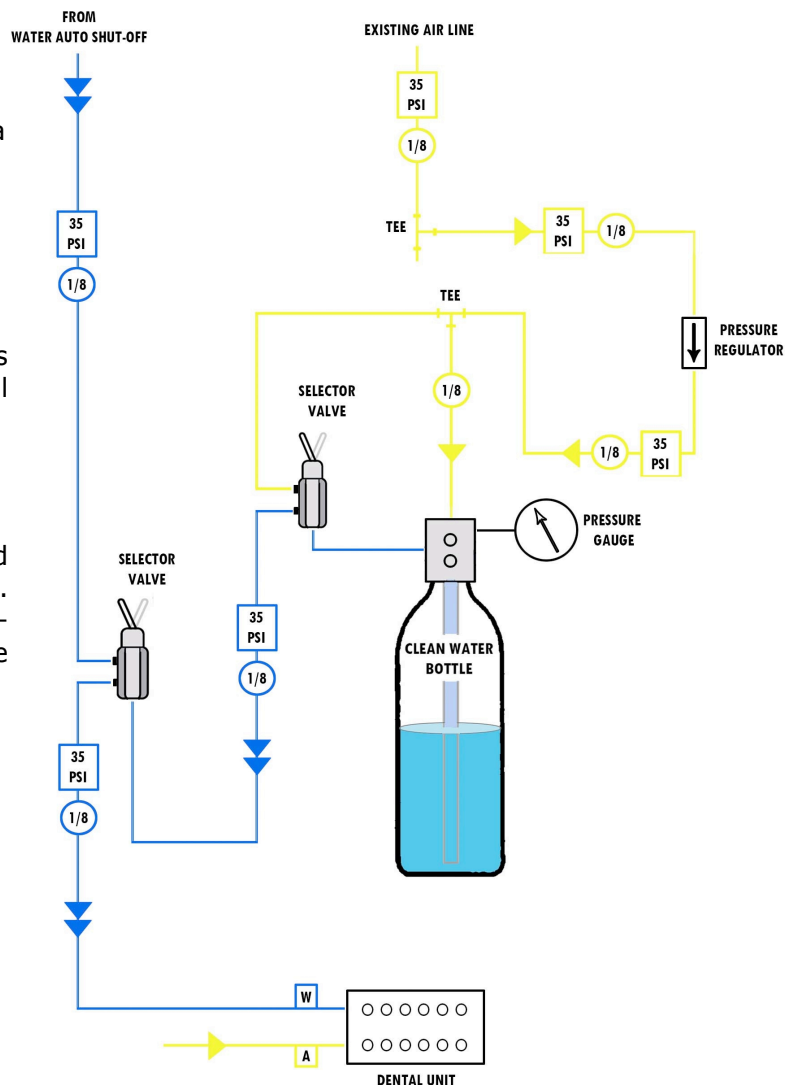 FROM
WATER AUTO SHUT-OFF
EXISTING AIR LINE
35
PSI
1/8
a
35
PSI
1/8
TEE
35
PSI
1/8
TEE
PRESSURE
REGULATOR
s
l
SELECTOR
VALVE
1/8
1/8
35
PSI
PRESSURE
GAUGE
d
.
–
e
SELECTOR
VALVE
35
PSI
1/8
CLEAN WATER
BOTTLE
35
PSI
1/8
W
A
DENTAL UNIT